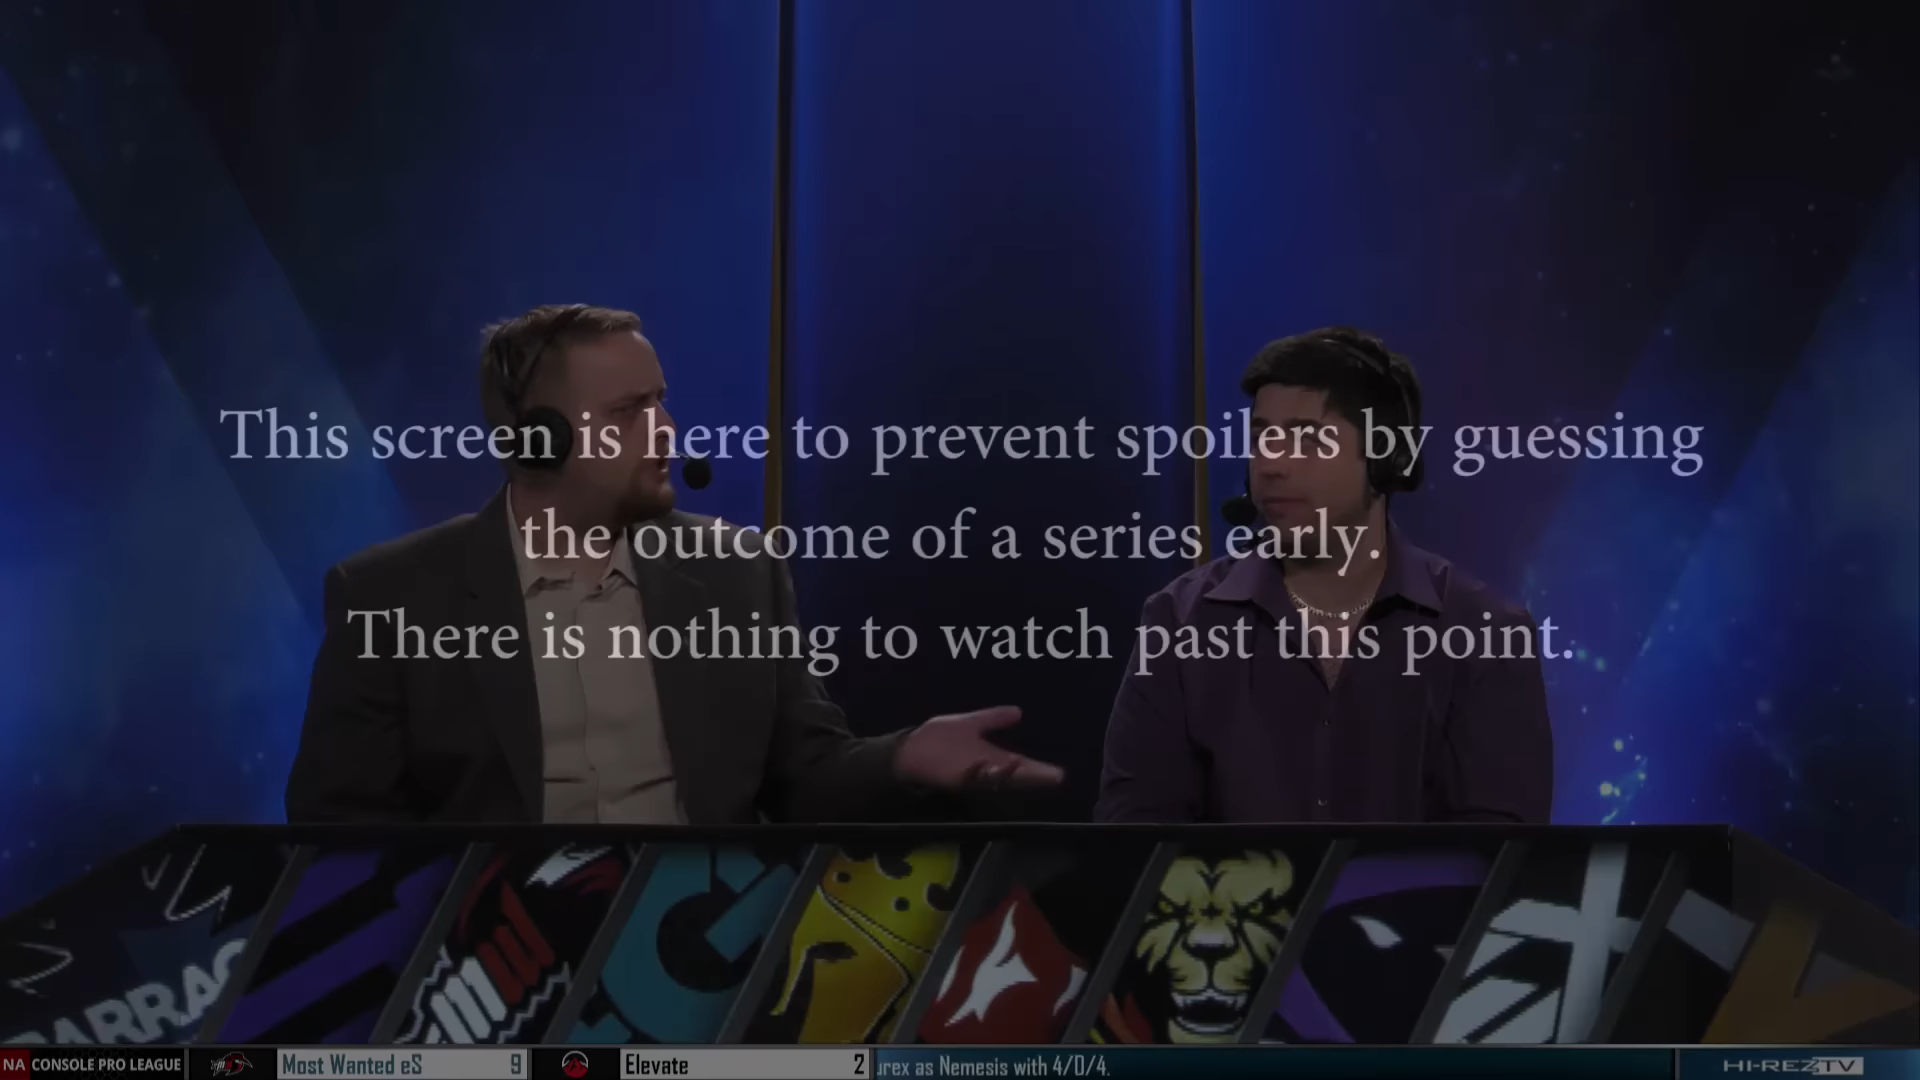 This screen is here to prevent spoilers by guessing
the outcome of a series early.
There is nothing to watch past this point.
NA CONSOLE PRO LEAGUE Most Wanted eS 9 Elevate 2 urex as Nemesis with 4/0/4. HI-REZ TV